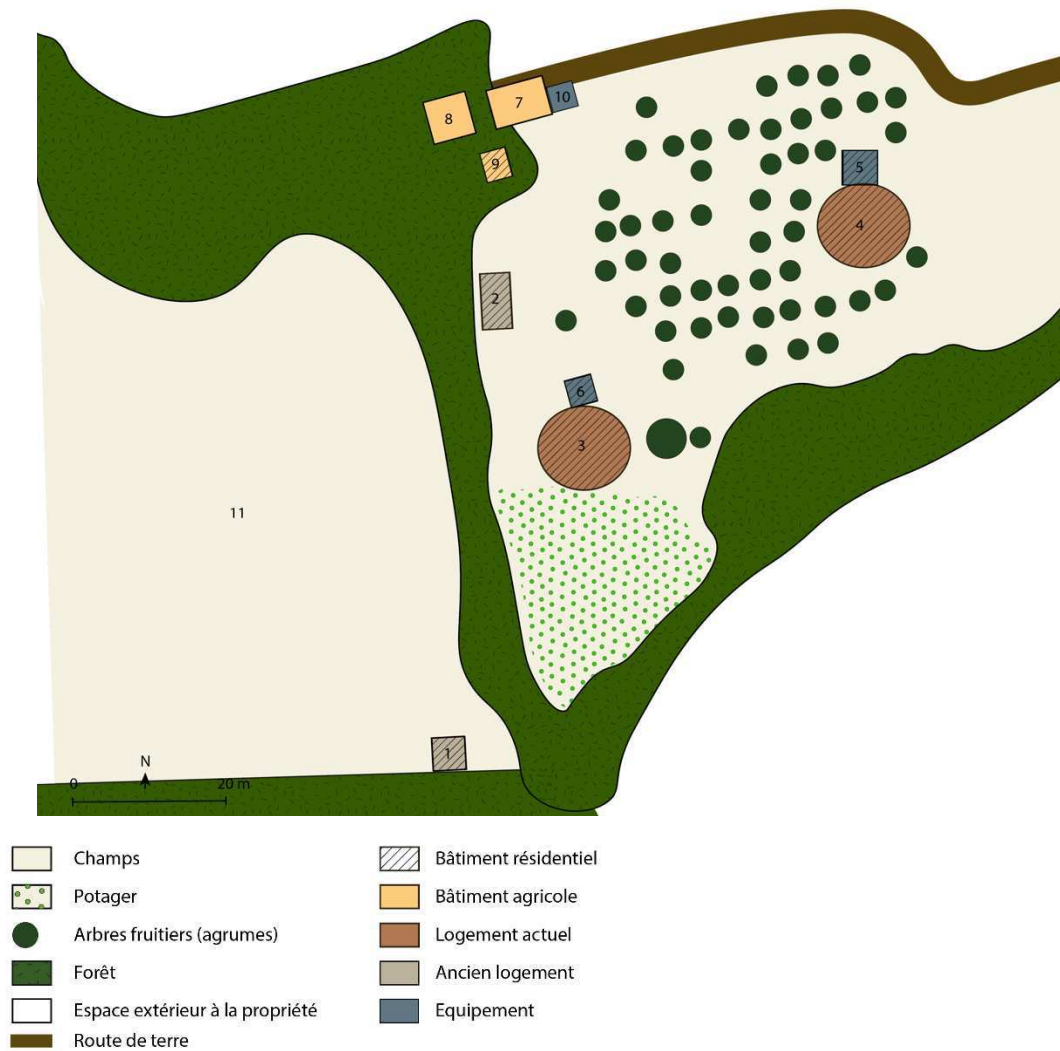 10
7
8
9
5
4
2
6
3
11
1
N
0 20 m
Champs
Potager
Arbres fruitiers (agrumes)
Forêt
Espace extérieur à la propriété
Route de terre
Bâtiment résidentiel
Bâtiment agricole
Logement actuel
Ancien logement
Equipement